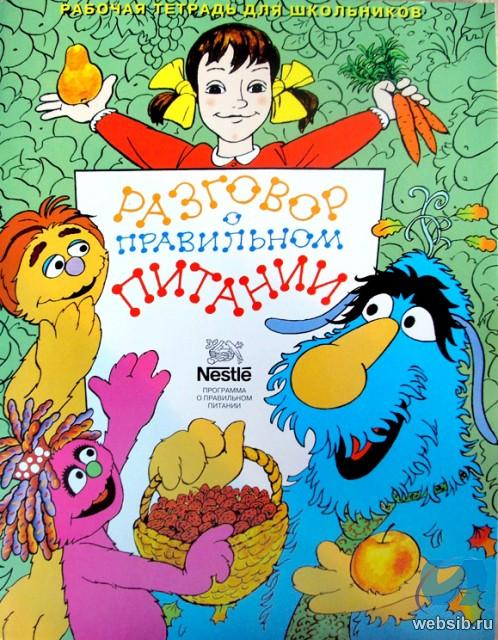 РАБОЧАЯ ТЕТРАДЬ ДЛЯ ШКОЛЬНИКОВ
РАЗГОВОР
О
ПРАВИЛЬНОМ
ПИТАНИИ
Nestlé
ПРОГРАММА
О ПРАВИЛЬНОМ
ПИТАНИИ
websib.ru